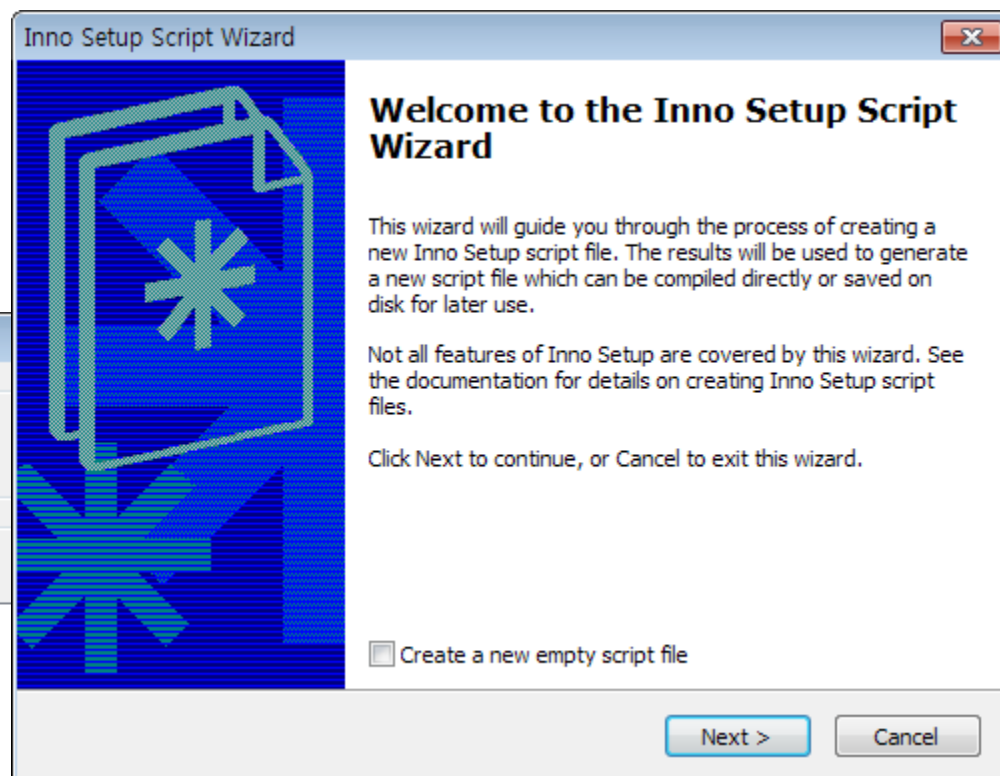 Inno Setup Script Wizard
Welcome to the Inno Setup Script
Wizard
This wizard will guide you through the process of creating a
new Inno Setup script file. The results will be used to generate
a new script file which can be compiled directly or saved on
disk for later use.
Not all features of Inno Setup are covered by this wizard. See
the documentation for details on creating Inno Setup script
files.
Click Next to continue, or Cancel to exit this wizard.
Create a new empty script file
Next >
Cancel